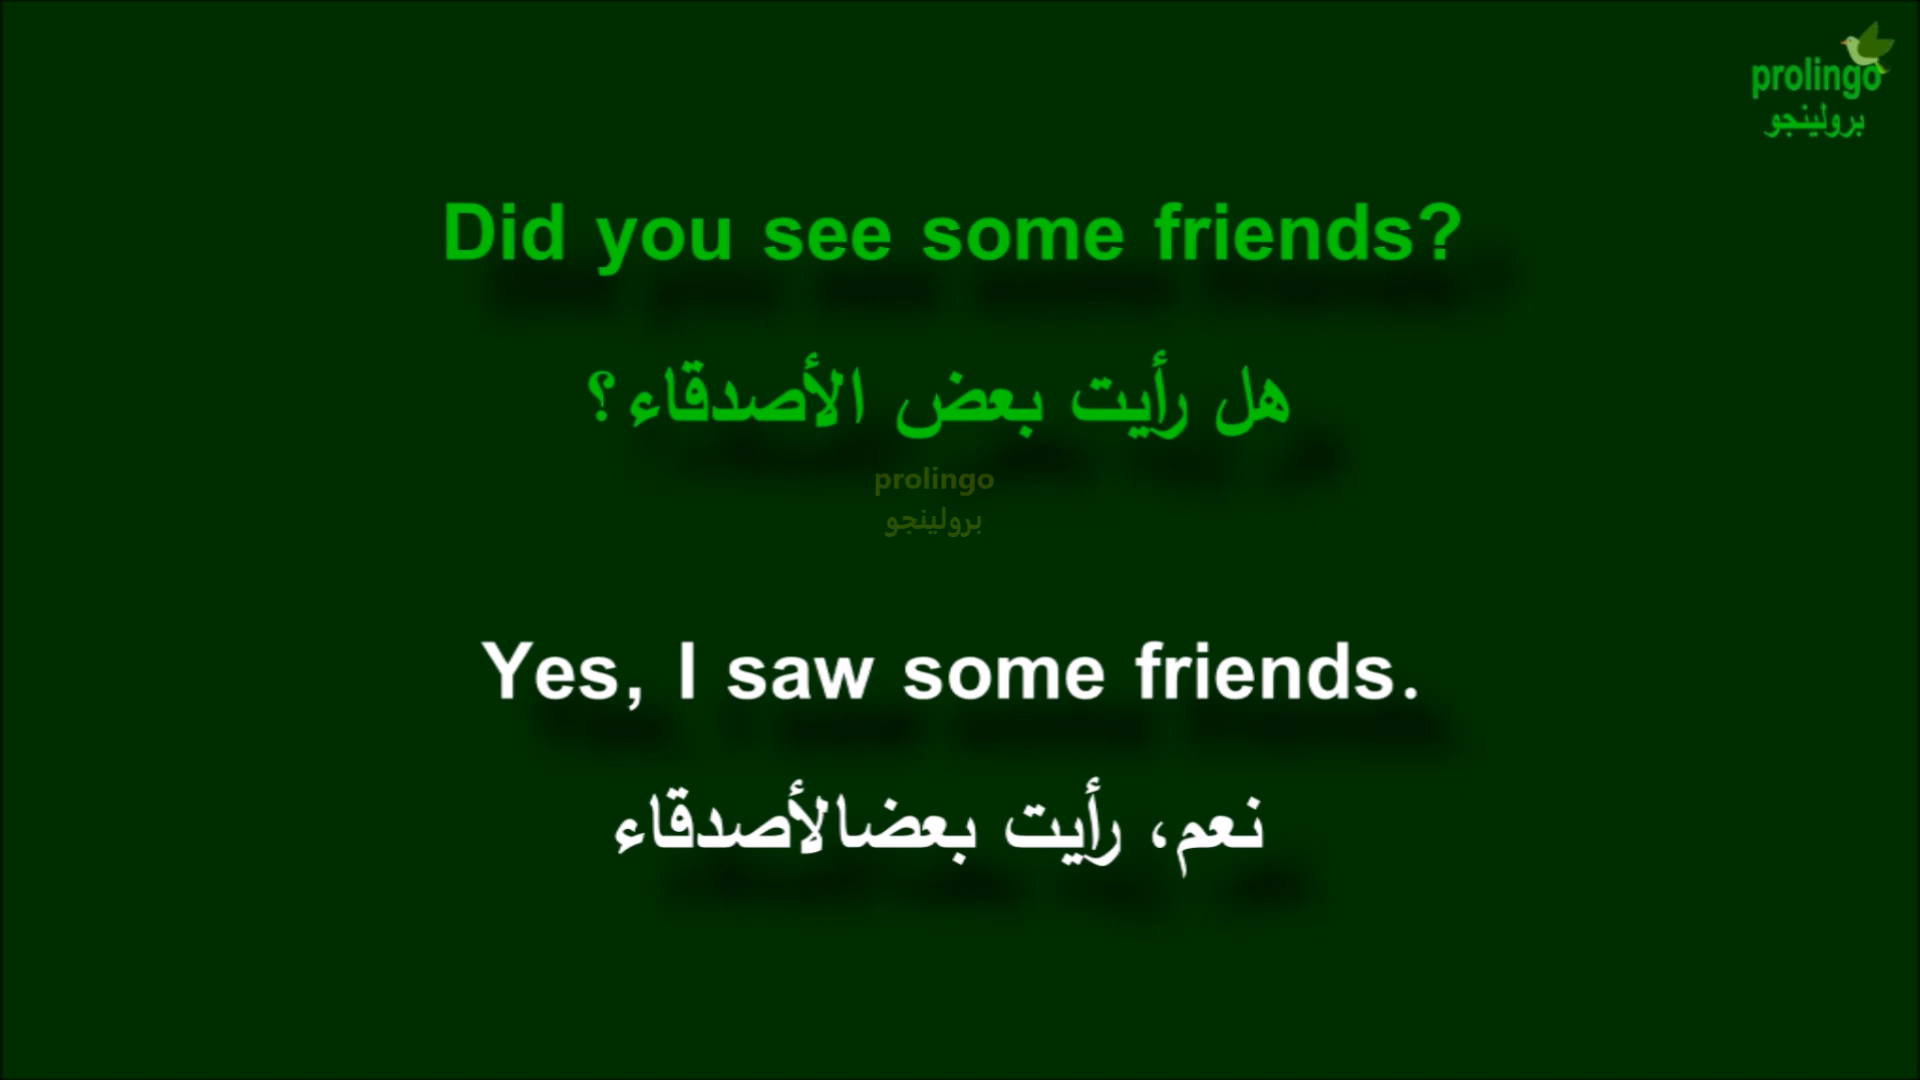 prolingo
برولينجو
Did you see some friends?
هل رأيت بعض الأصدقاء؟
prolingo
برولينجو
Yes, I saw some friends.
نعم، رأيت بعضالأصدقاء